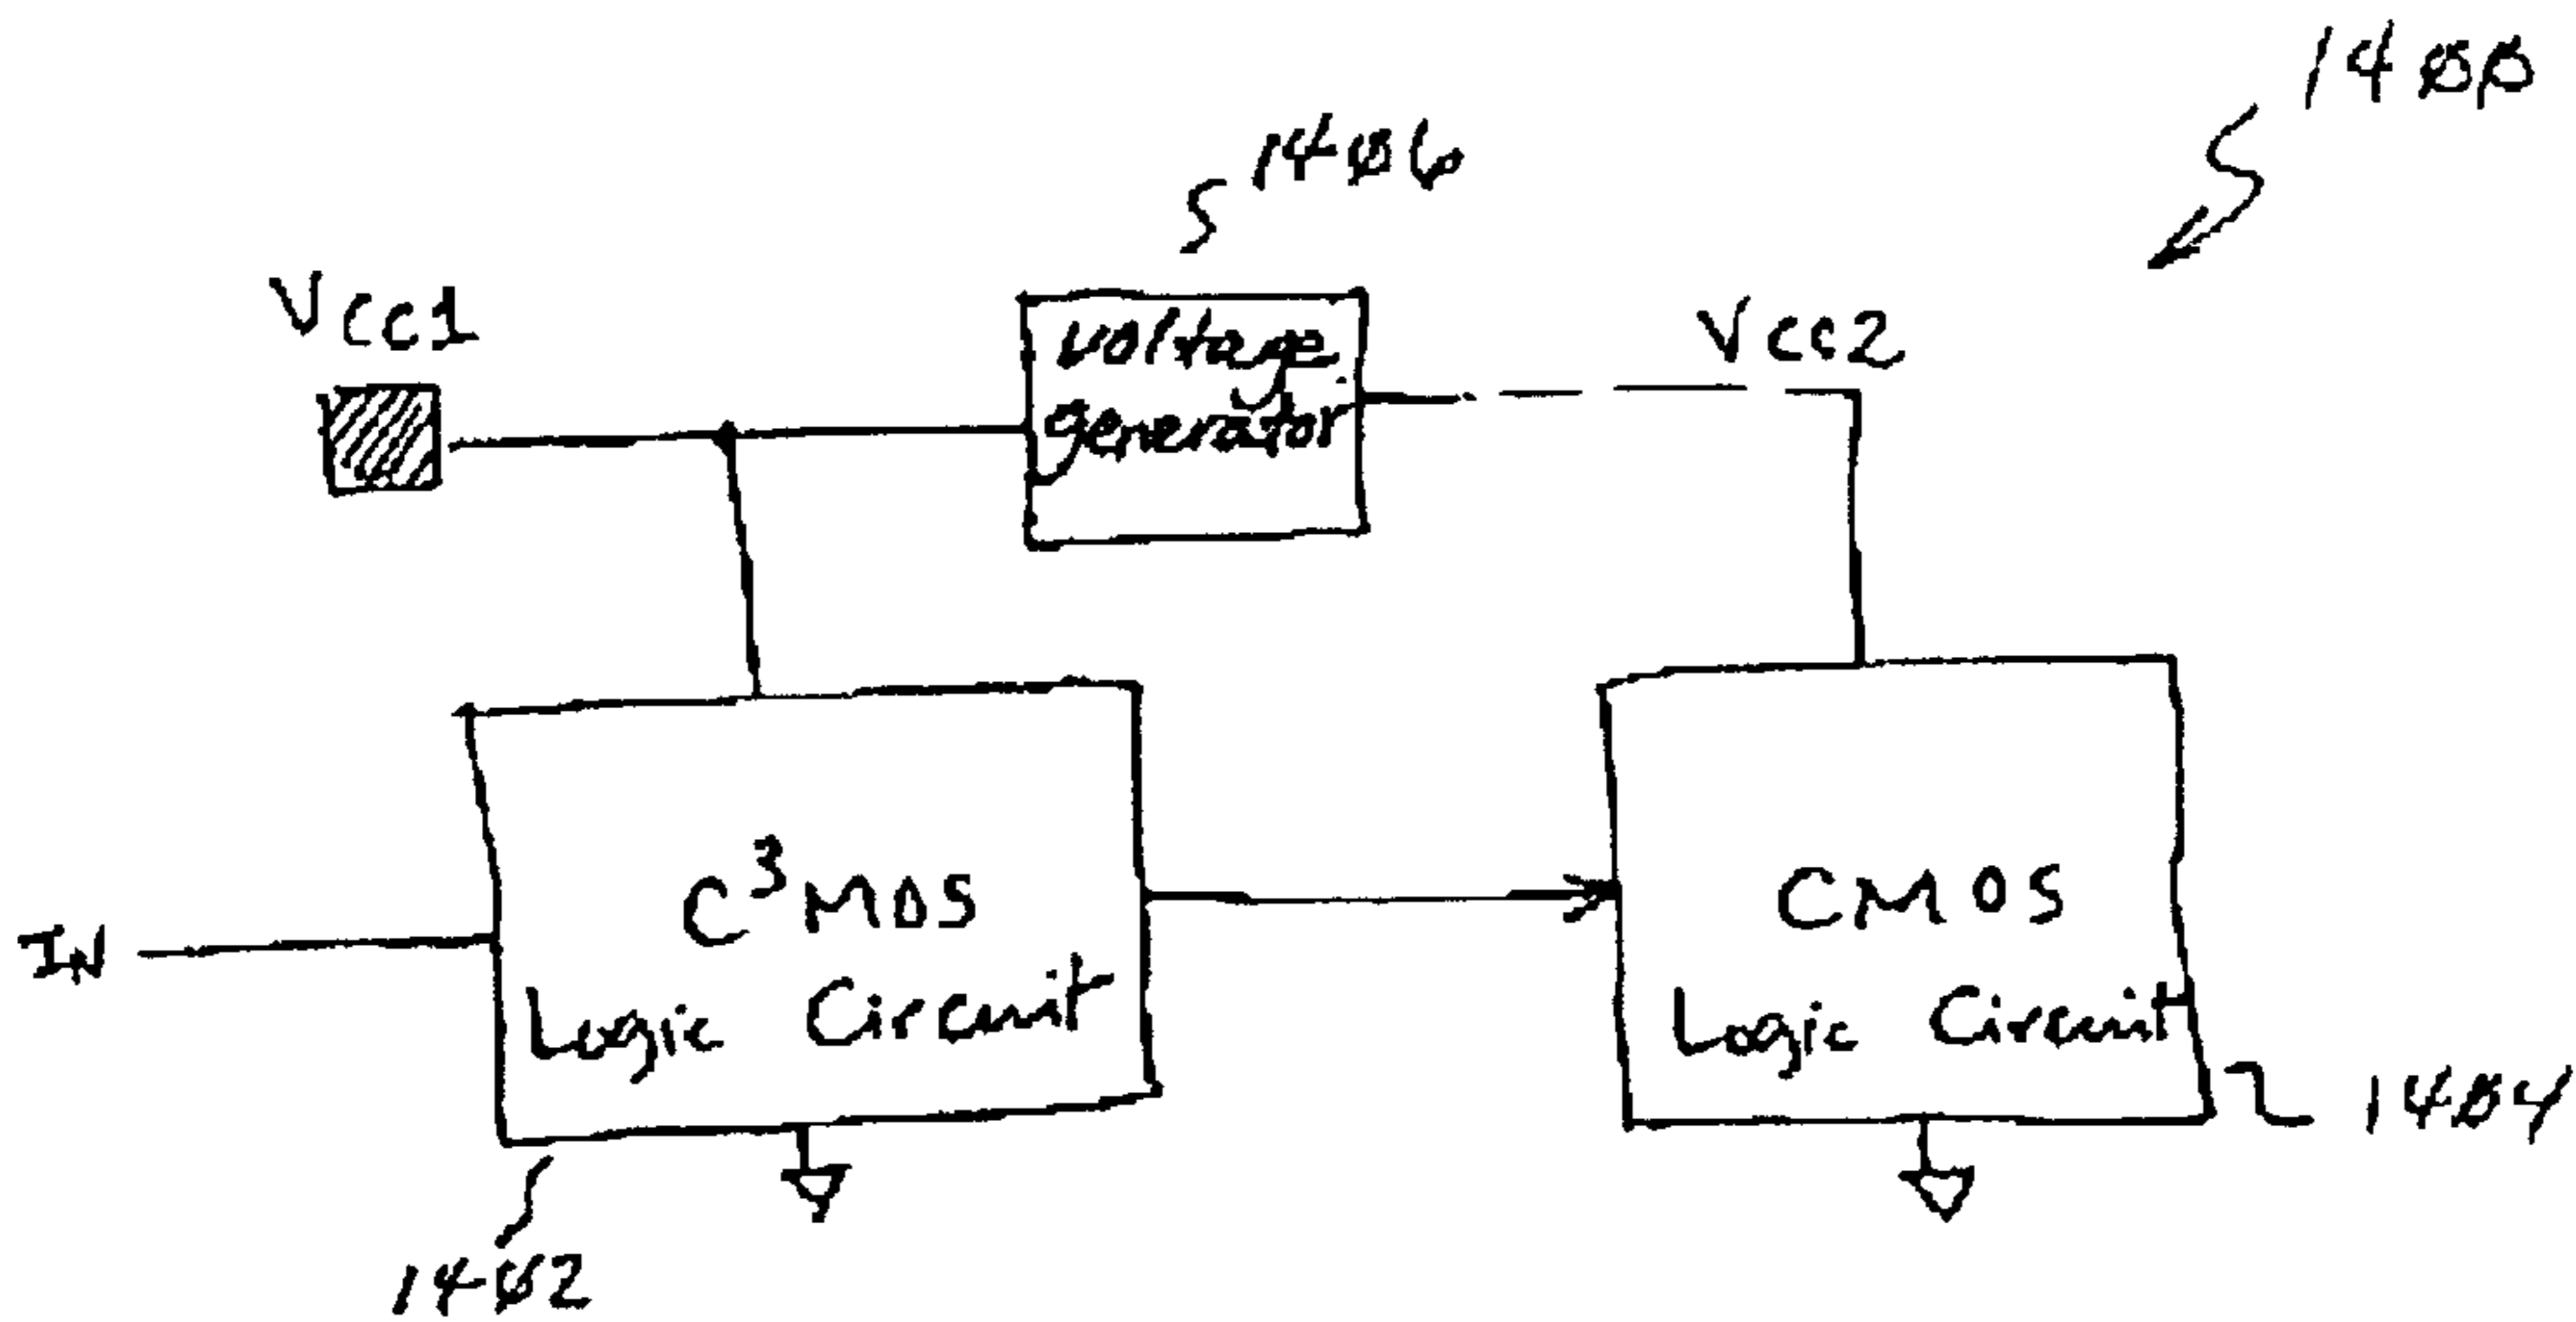 1400
1406
VCC1
voltage
generator
VCC2
C³MOS
Logic Circuit
IN
CMOS
Logic Circuit
1404
1402